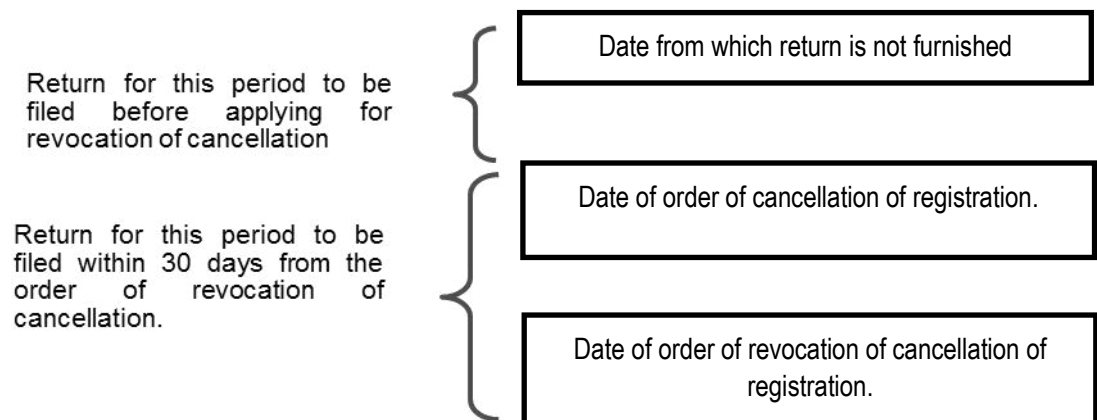 Date from which return is not furnished
Return for this period to be
filed before applying for
revocation of cancellation
Date of order of cancellation of registration.
Return for this period to be
filed within 30 days from the
order of revocation of
cancellation.
Date of order of revocation of cancellation of
registration.